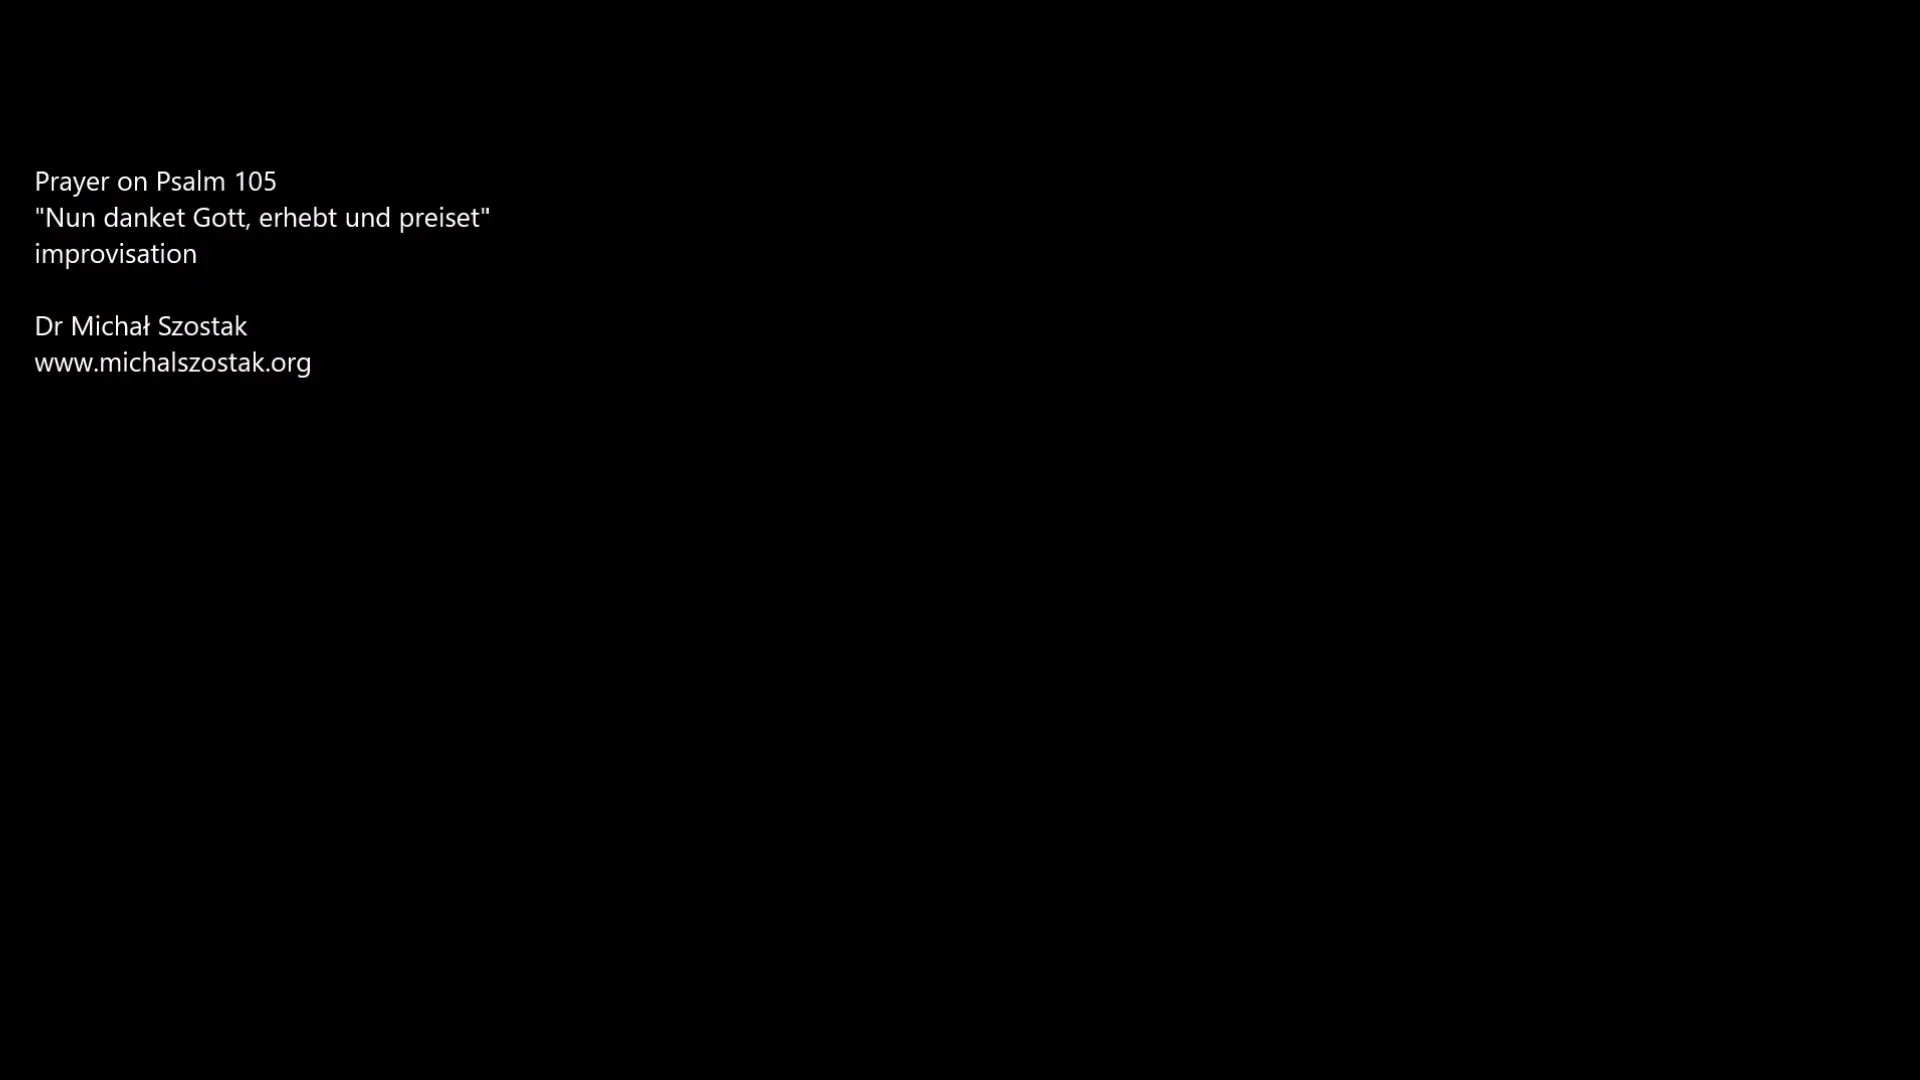 Prayer on Psalm 105
"Nun danket Gott, erhebt und preiset"
improvisation
Dr Michał Szostak
www.michalszostak.org